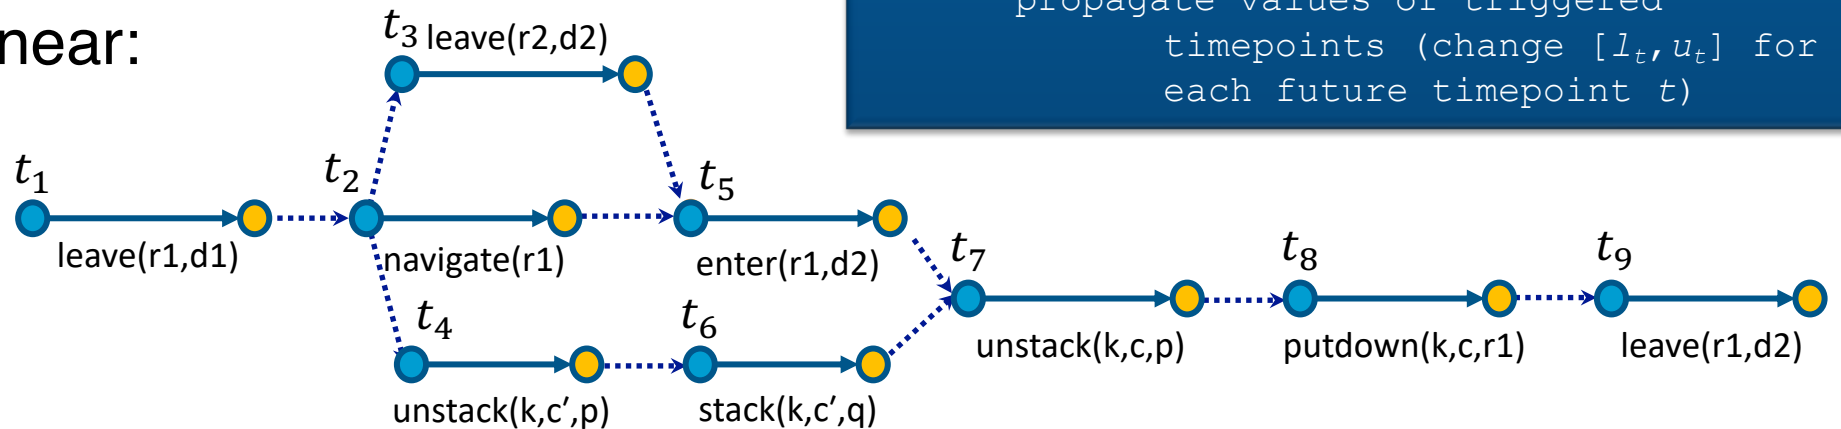 near:
propagate values of triggered
timepoints (change [lₜ,uₜ] for
each future timepoint t)
t₃ leave(r2,d2)
t₁
t₂
t₅
leave(r1,d1)
navigate(r1)
enter(r1,d2)
t₇
t₈
t₉
t₄
t₆
unstack(k,c,p)
putdown(k,c,r1)
leave(r1,d2)
unstack(k,c′,p)
stack(k,c′,q)